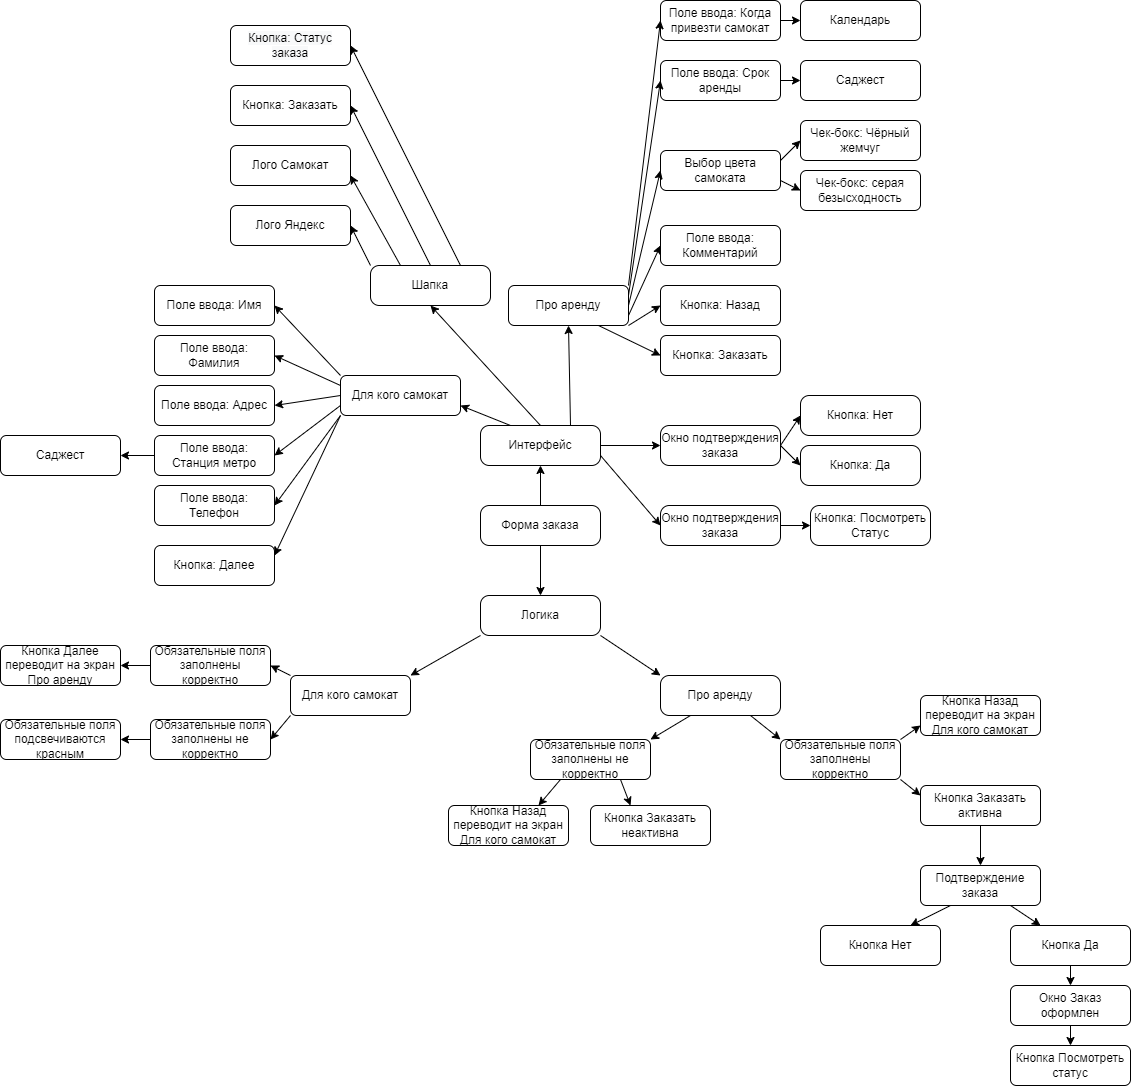 Поле ввода: Когда
привезти самокат
Календарь
Кнопка: Статус
заказа
Поле ввода: Срок
аренды
Саджест
Кнопка: Заказать
Чек-бокс: Чёрный
жемчуг
Лого Самокат
Выбор цвета
самоката
Чек-бокс: серая
безысходность
Лого Яндекс
Поле ввода:
Комментарий
Шапка
Про аренду
Кнопка: Назад
Поле ввода: Имя
Поле ввода:
Фамилия
Кнопка: Заказать
Для кого самокат
Поле ввода: Адрес
Кнопка: Нет
Саджест
Поле ввода:
Станция метро
Интерфейс
Окно подтверждения
заказа
Кнопка: Да
Поле ввода:
Телефон
Форма заказа
Окно подтверждения
заказа
Кнопка: Посмотреть
Статус
Кнопка: Далее
Логика
Кнопка Далее
переводит на экран
Про аренду
Обязательные поля
заполнены
корректно
Для кого самокат
Про аренду
Обязательные поля
подсвечиваются
красным
Обязательные поля
заполнены не
корректно
Кнопка Назад
переводит на экран
Для кого самокат
Обязательные поля
заполнены не
корректно
Обязательные поля
заполнены
корректно
Кнопка Назад
переводит на экран
Для кого самокат
Кнопка Заказать
неактивна
Кнопка Заказать
активна
Подтверждение
заказа
Кнопка Нет
Кнопка Да
Окно Заказ
оформлен
Кнопка Посмотреть
статус